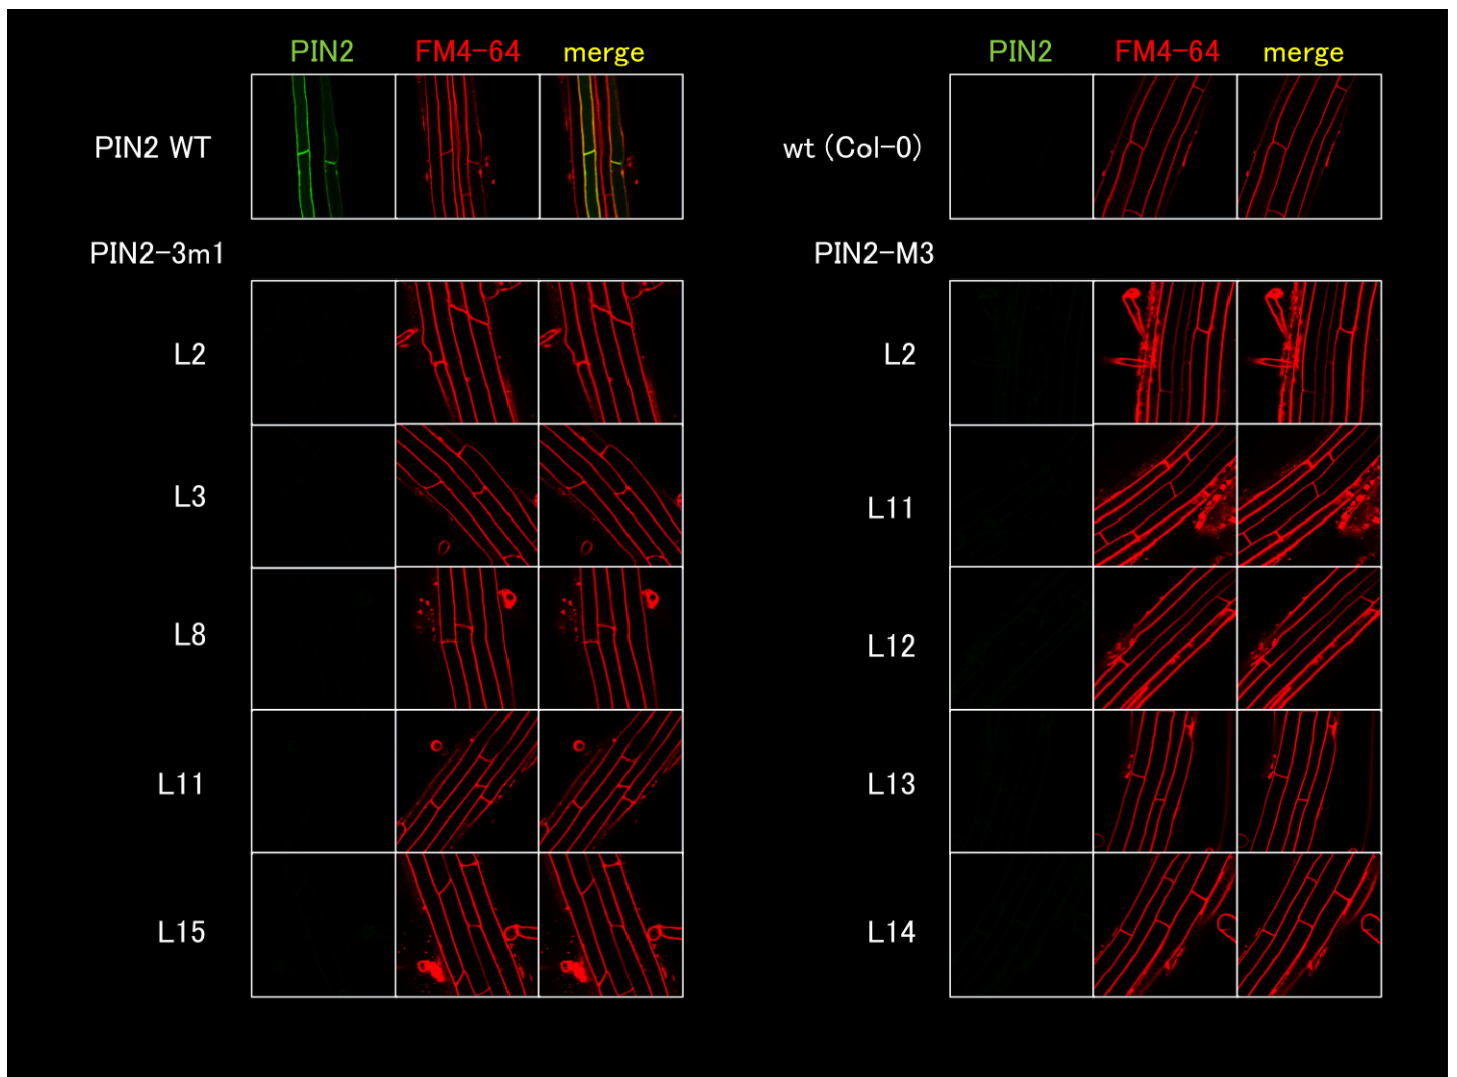 PIN2 FM4-64 merge
PIN2 FM4-64 merge
PIN2 WT
wt (Col-0)
PIN2-3m1
PIN2-M3
L2
L3
L8
L11
L15
L2
L11
L12
L13
L14